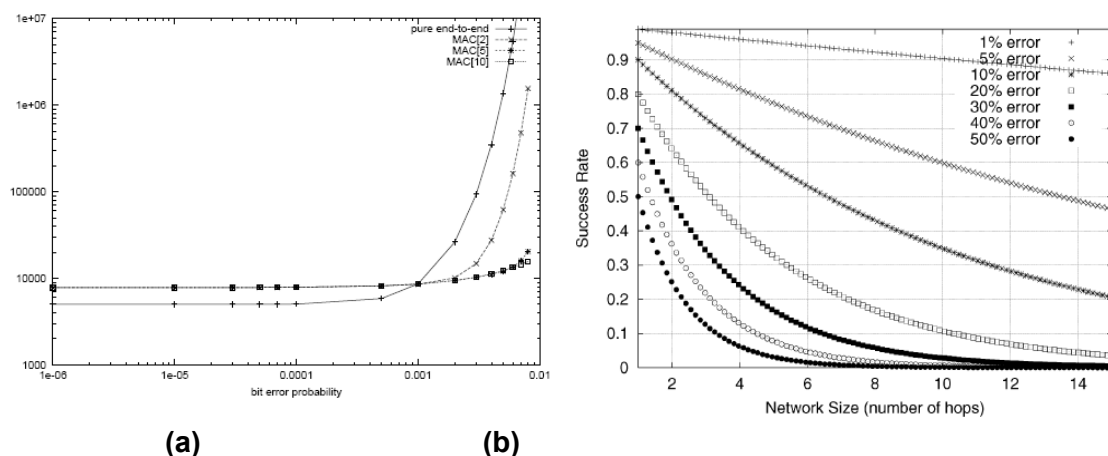 1e+07
1e+06
100000
10000
1000
1e-06
1e-05
0.0001
0.001
0.01
bit error probability
pure end-to-end
MAC[2]
MAC[5]
MAC[10]
(a)
0.9
0.8
0.7
0.6
0.5
0.4
0.3
0.2
0.1
0
Success Rate
2
4
6
8
10
12
14
Network Size (number of hops)
1% error
5% error
10% error
20% error
30% error
40% error
50% error
(b)